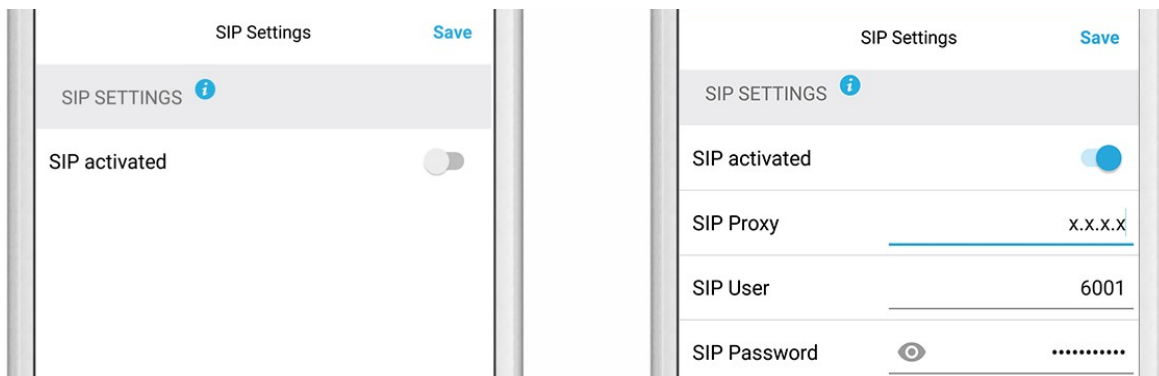 SIP Settings Save
SIP SETTINGS i
SIP activated
SIP Settings Save
SIP SETTINGS i
SIP activated
SIP Proxy x.x.x.x
SIP User 6001
SIP Password •••••••••••